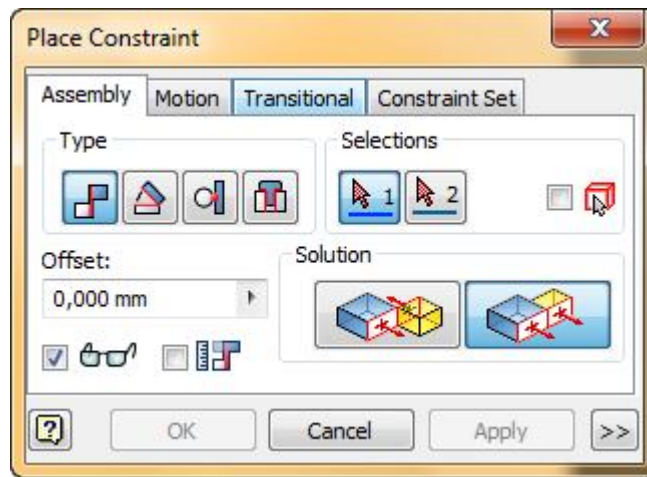 Place Constraint
Assembly Motion Transitional Constraint Set
Type Selections
1 2
Offset: Solution
0,000 mm
OK Cancel Apply >>